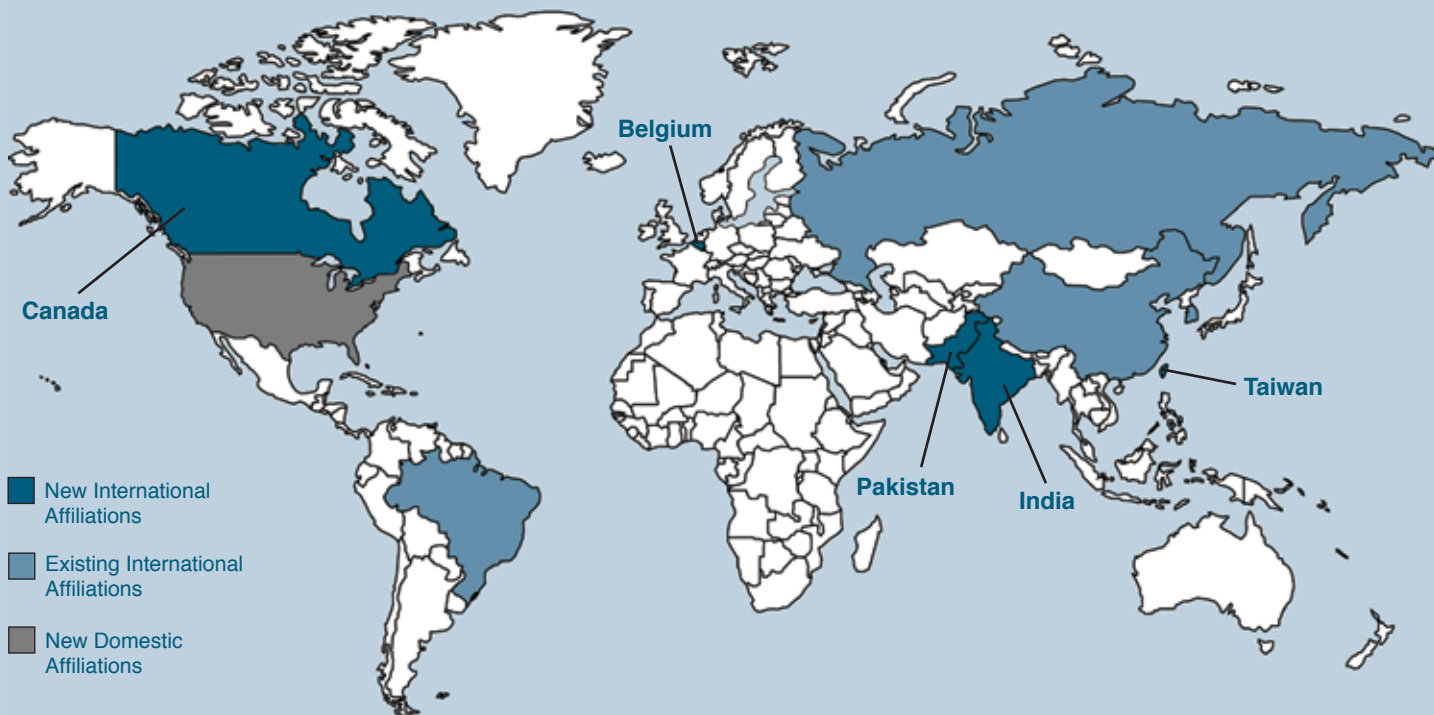 Belgium
Canada
Taiwan
Pakistan
India
New International
Affiliations
Existing International
Affiliations
New Domestic
Affiliations